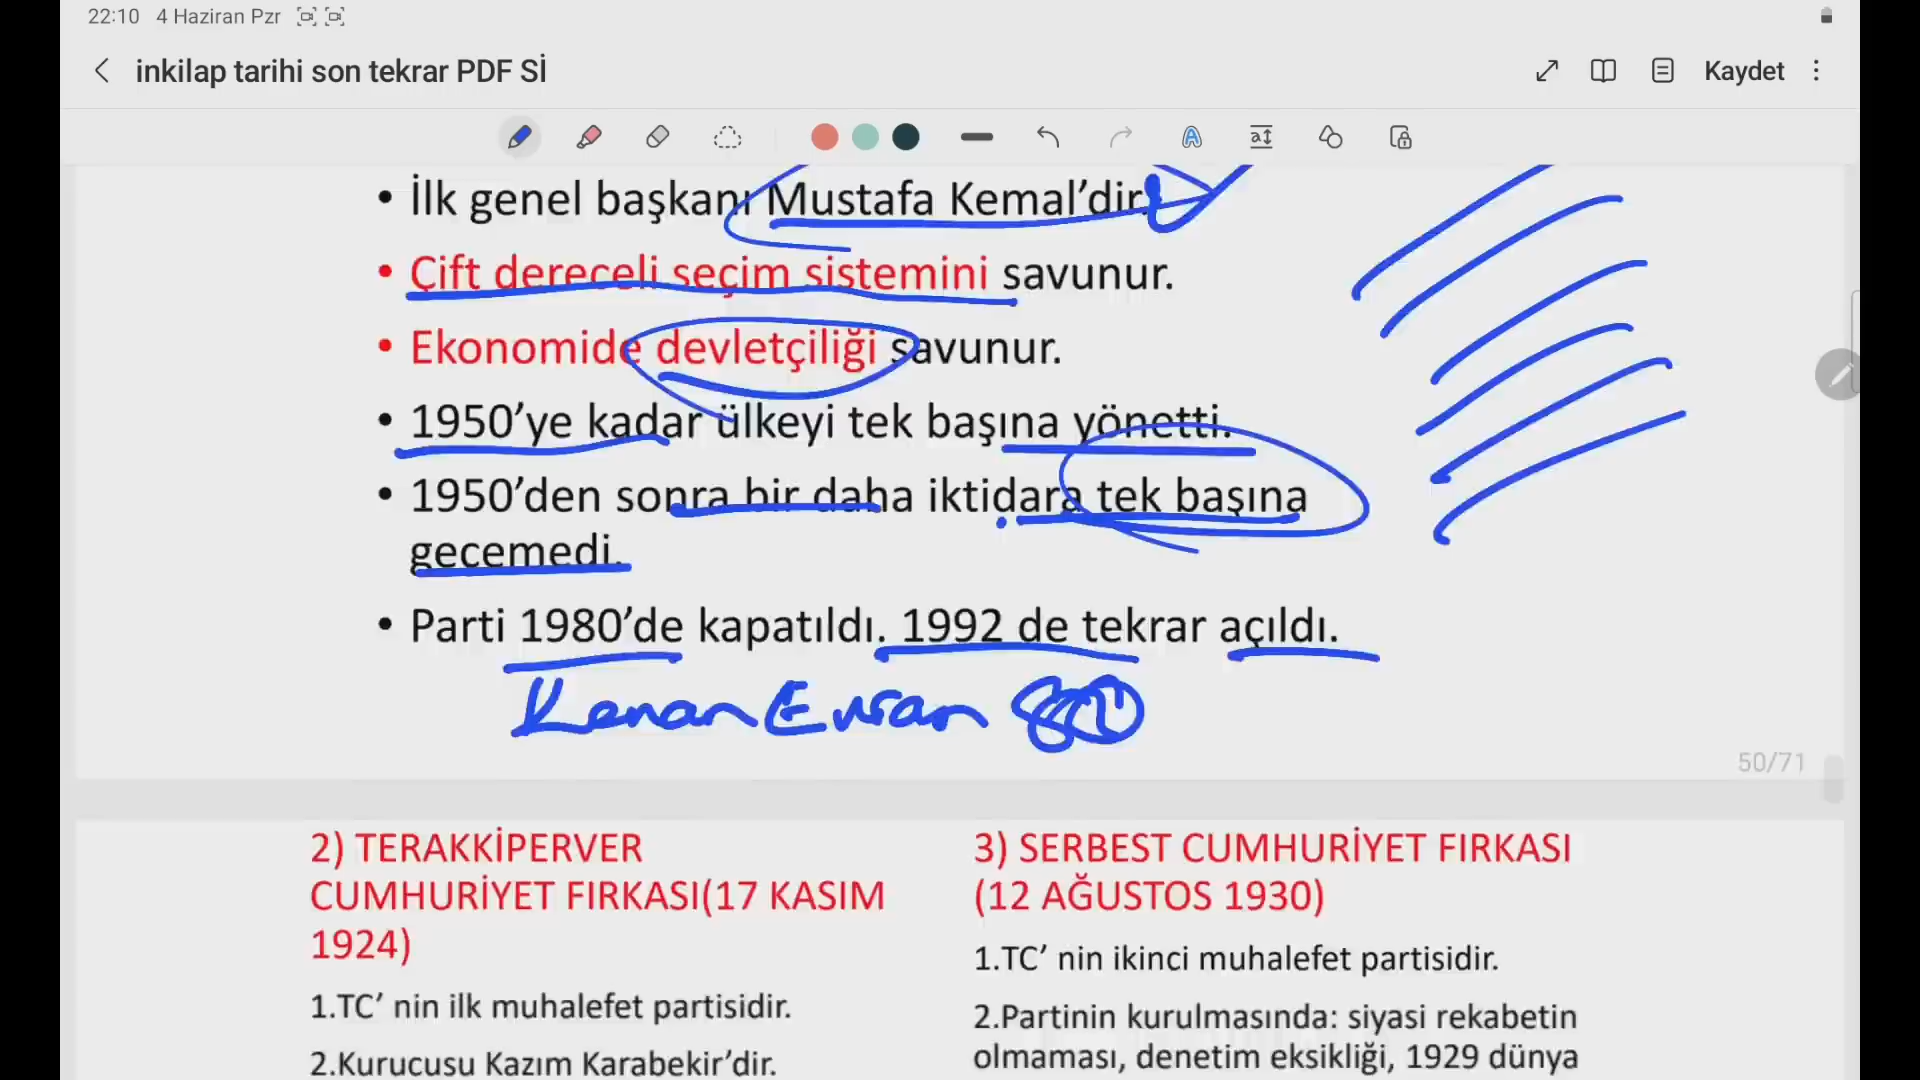 22:10 4 Haziran Pzr
inkilap tarihi son tekrar PDF Sİ
Kaydet
• İlk genel başkanı Mustafa Kemal’dir.
• Çift dereceli seçim sistemini savunur.
• Ekonomide devletçiliği savunur.
• 1950’ye kadar ülkeyi tek başına yönetti.
• 1950’den sonra bir daha iktidara tek başına
geçemedi.
• Parti 1980’de kapatıldı. 1992 de tekrar açıldı.
Kenan Evran
50/71
2) TERAKKİPERVER
CUMHURİYET FIRKASI(17 KASIM
1924)
1.TC’ nin ilk muhalefet partisidir.
2.Kurucusu Kazım Karabekir’dir.
3) SERBEST CUMHURİYET FIRKASI
(12 AĞUSTOS 1930)
1.TC’ nin ikinci muhalefet partisidir.
2.Partinin kurulmasında: siyasi rekabetin
olmaması, denetim eksikliği, 1929 dünya